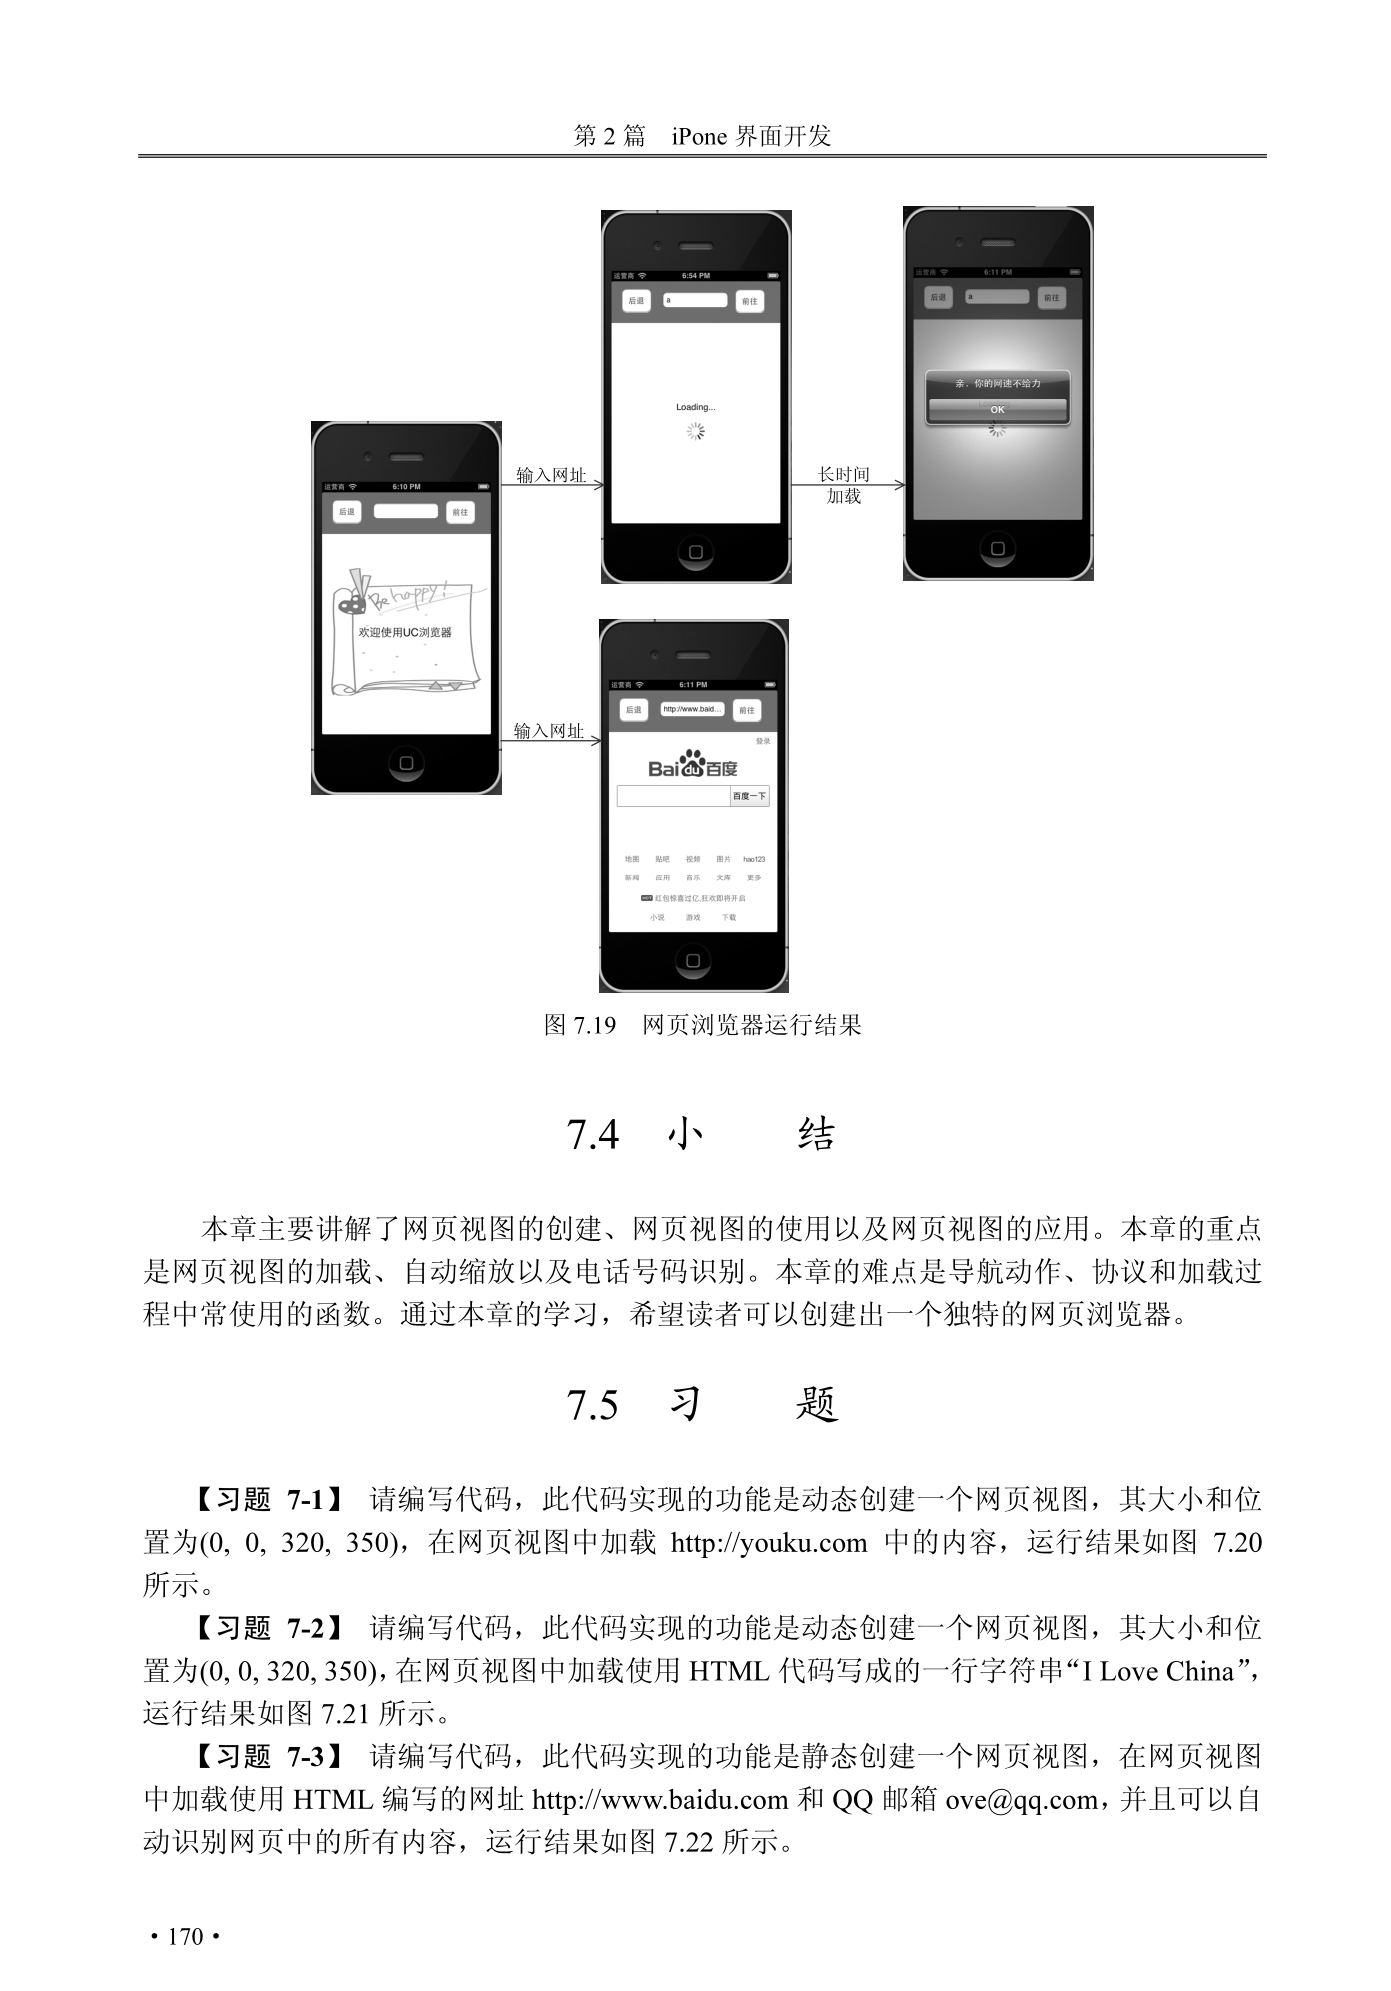 第 2 篇 iPone 界面开发
运营商 6:54 PM
后退 a 前往
Loading...
运营商 6:11 PM
后退 a 前往
亲，你的网速不给力
OK
输入网址
长时间
加载
运营商 6:10 PM
后退 前往
Be happy!
欢迎使用UC浏览器
输入网址
运营商 6:11 PM
后退 http://www.baid... 前往
登录
Bai du 百度
百度一下
地图 贴吧 视频 图片 hao123
新闻 应用 音乐 文库 更多
HOT 红包惊喜过亿,狂欢即将开启
小说 游戏 下载
图 7.19 网页浏览器运行结果
7.4 小 结
本章主要讲解了网页视图的创建、网页视图的使用以及网页视图的应用。本章的重点
是网页视图的加载、自动缩放以及电话号码识别。本章的难点是导航动作、协议和加载过
程中常使用的函数。通过本章的学习，希望读者可以创建出一个独特的网页浏览器。
7.5 习 题
【习题 7-1】 请编写代码，此代码实现的功能是动态创建一个网页视图，其大小和位
置为(0, 0, 320, 350)，在网页视图中加载 http://youku.com 中的内容，运行结果如图 7.20
所示。
【习题 7-2】 请编写代码，此代码实现的功能是动态创建一个网页视图，其大小和位
置为(0, 0, 320, 350)，在网页视图中加载使用 HTML 代码写成的一行字符串“I Love China”，
运行结果如图 7.21 所示。
【习题 7-3】 请编写代码，此代码实现的功能是静态创建一个网页视图，在网页视图
中加载使用 HTML 编写的网址 http://www.baidu.com 和 QQ 邮箱 ove@qq.com，并且可以自
动识别网页中的所有内容，运行结果如图 7.22 所示。
• 170 •